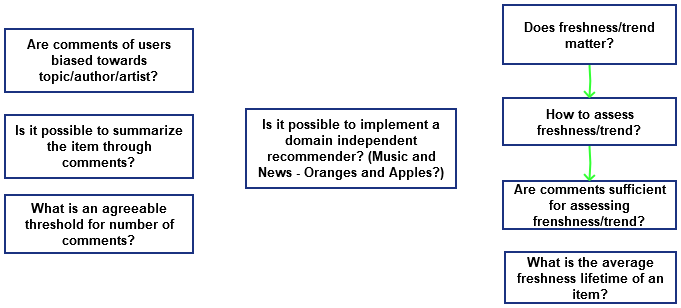 Are comments of users
biased towards
topic/author/artist?
Is it possible to summarize
the item through
comments?
What is an agreeable
threshold for number of
comments?
Is it possible to implement a
domain independent
recommender? (Music and
News - Oranges and Apples?)
Does freshness/trend
matter?
How to assess
freshness/trend?
Are comments sufficient
for assessing
frenshness/trend?
What is the average
freshness lifetime of an
item?